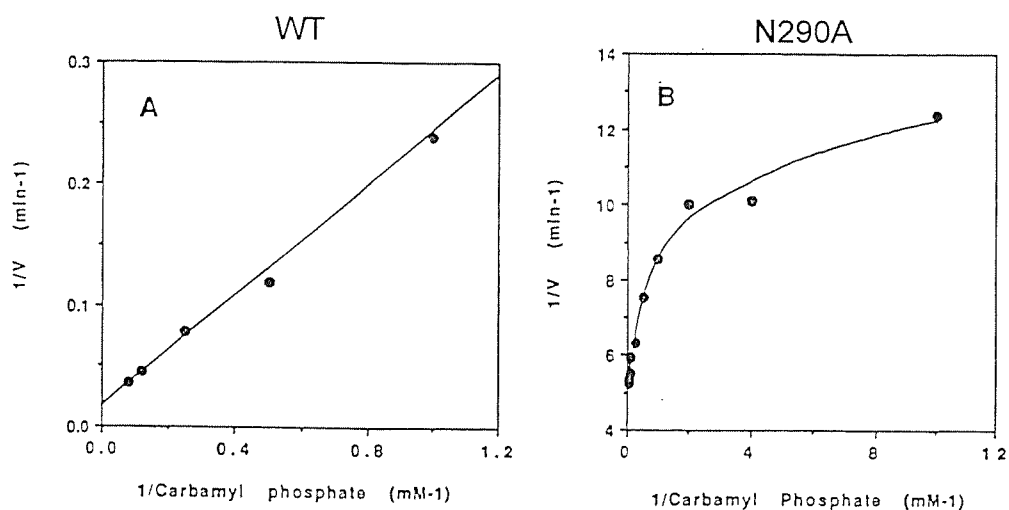 WT
N290A
A
B
0.3
0.2
0.1
0.0
0.0 0.4 0.8 1.2
1/V (min-1)
1/Carbamyl phosphate (mM-1)
14
12
10
8
6
4
0 4 8 12
1/V (min-1)
1/Carbamyl Phosphate (mM-1)